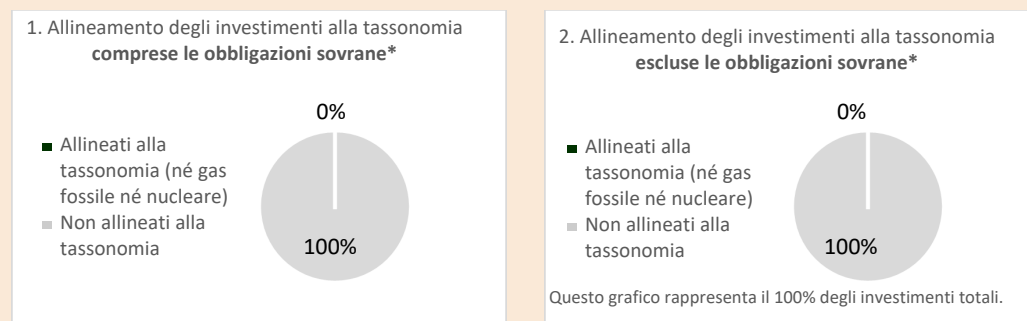 1. Allineamento degli investimenti alla tassonomia
comprese le obbligazioni sovrane*
0%
Allineati alla
tassonomia (né gas
fossile né nucleare)
Non allineati alla
tassonomia
100%
2. Allineamento degli investimenti alla tassonomia
escluse le obbligazioni sovrane*
0%
Allineati alla
tassonomia (né gas
fossile né nucleare)
Non allineati alla
tassonomia
100%
Questo grafico rappresenta il 100% degli investimenti totali.